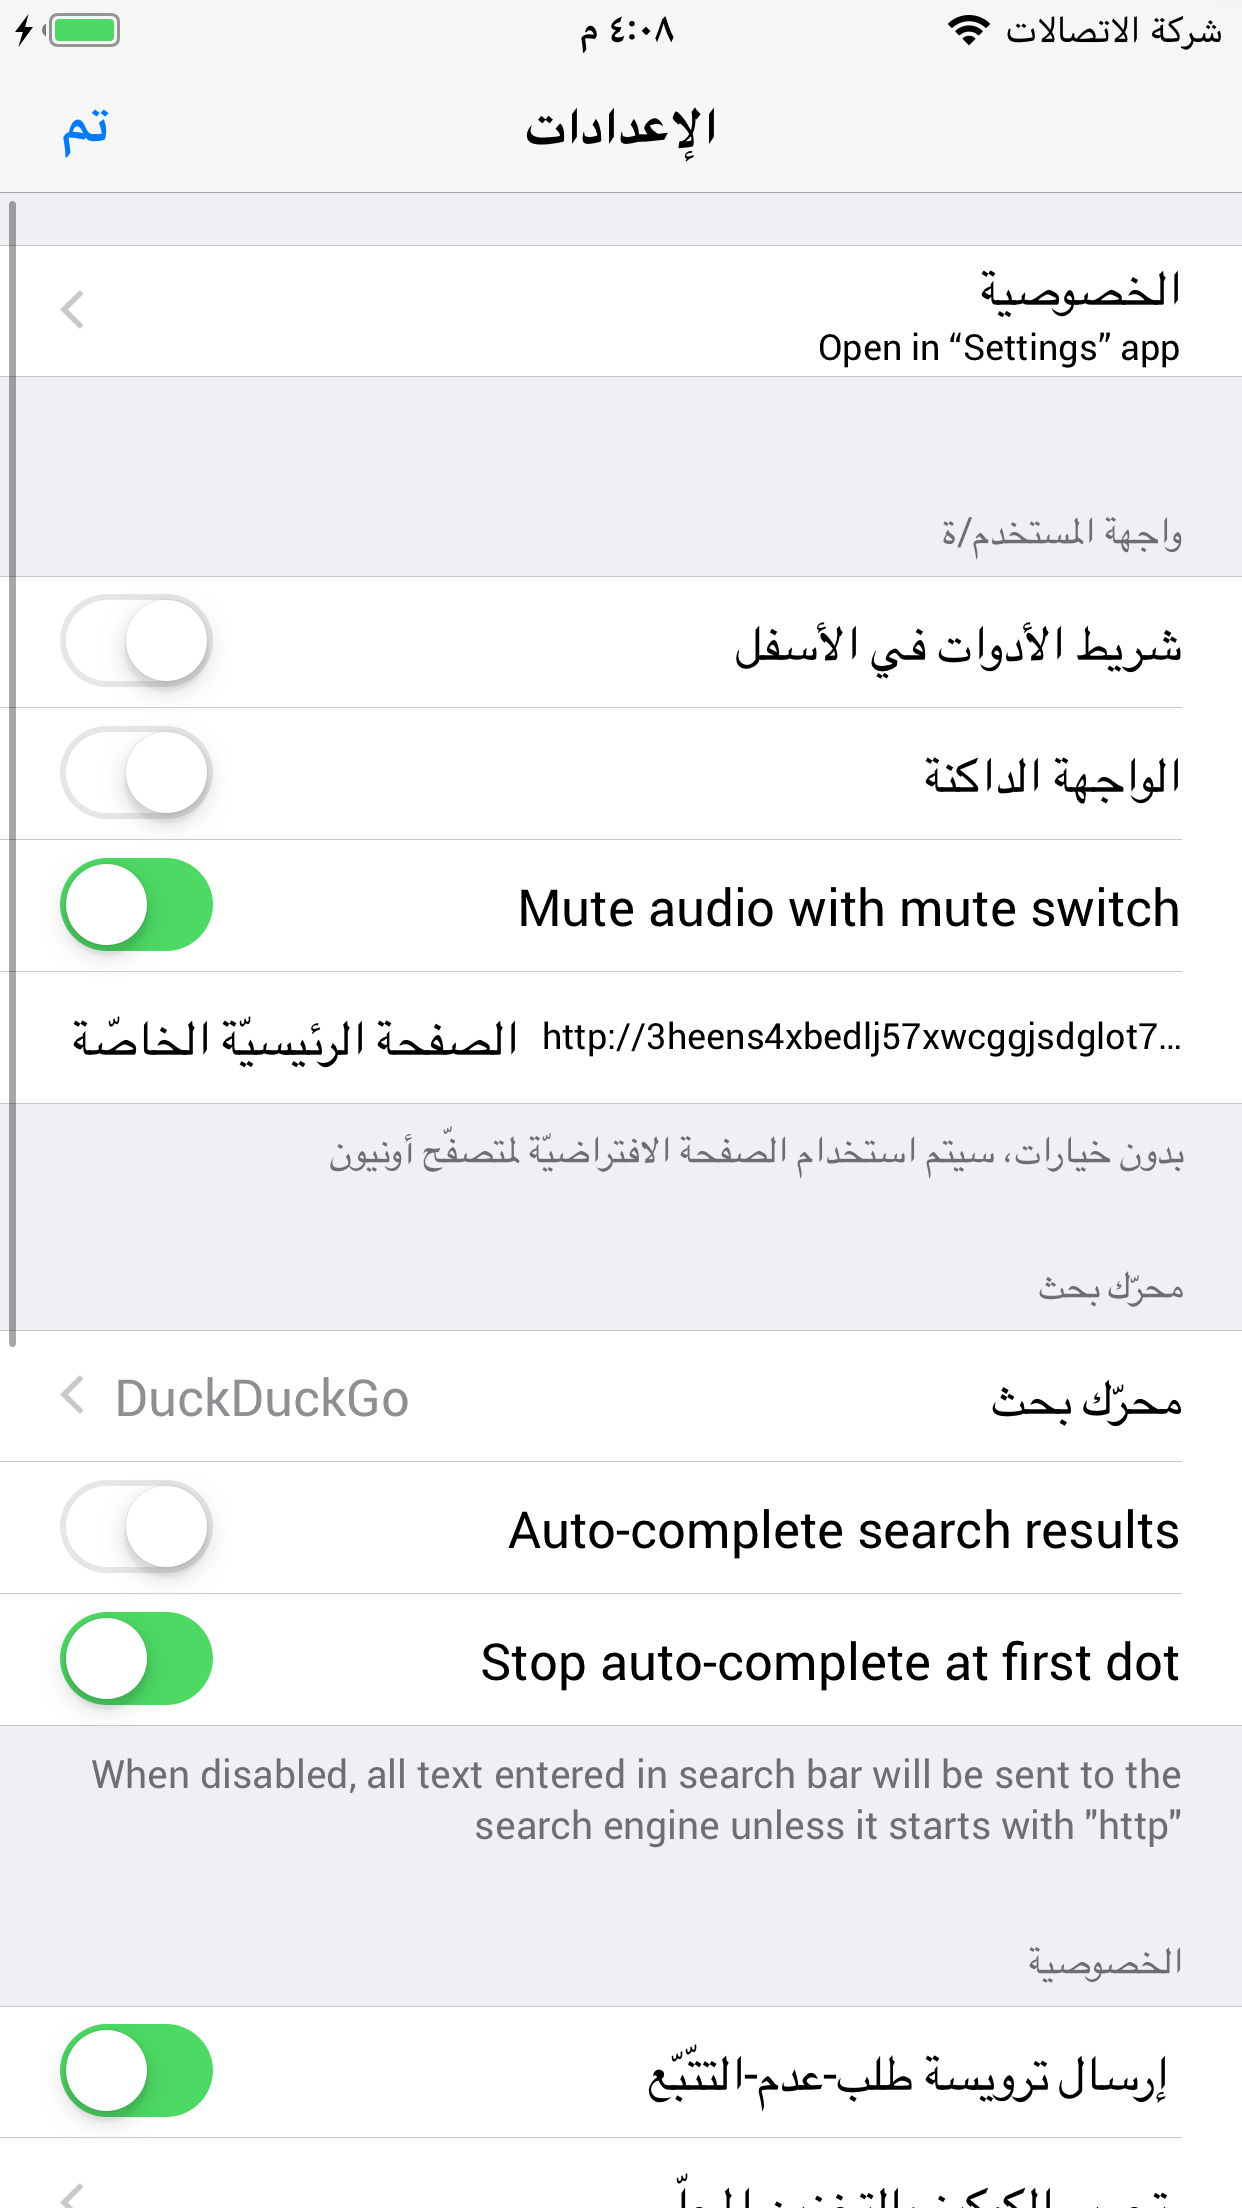 شركة الاتصالات ٤:٠٨ م
الإعدادات
تم
الخصوصية
Open in “Settings” app
واجهة المستخدم/ة
شريط الأدوات في الأسفل
الواجهة الداكنة
Mute audio with mute switch
http://3heens4xbedlj57xwcggjsdglot7... الصفحة الرئيسيّة الخاصّة
بدون خيارات، سيتم استخدام الصفحة الافتراضيّة لمتصفّح أونيون
محرّك بحث
محرّك بحث DuckDuckGo
Auto-complete search results
Stop auto-complete at first dot
When disabled, all text entered in search bar will be sent to the
search engine unless it starts with "http"
الخصوصية
إرسال ترويسة طلب-عدم-التتّبّع